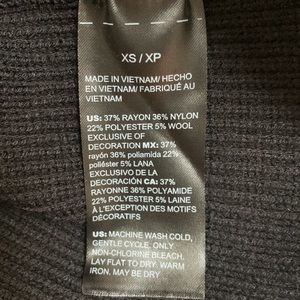 XS / XP
MADE IN VIETNAM/ HECHO
EN VIETNAM/ FABRIQUÉ AU
VIETNAM
US: 37% RAYON 36% NYLON
22% POLYESTER 5% WOOL
EXCLUSIVE OF
DECORATION MX: 37%
rayón 36% poliamida 22%
poliéster 5% LANA
EXCLUSIVO DE LA
DECORACIÓN CA: 37%
RAYONNE 36% POLYAMIDE
22% POLYESTER 5% LAINE
À L'EXCEPTION DES MOTIFS
DÉCORATIFS
US: MACHINE WASH COLD,
GENTLE CYCLE, ONLY
NON-CHLORINE BLEACH.
LAY FLAT TO DRY. WARM
IRON. MAY BE DRY